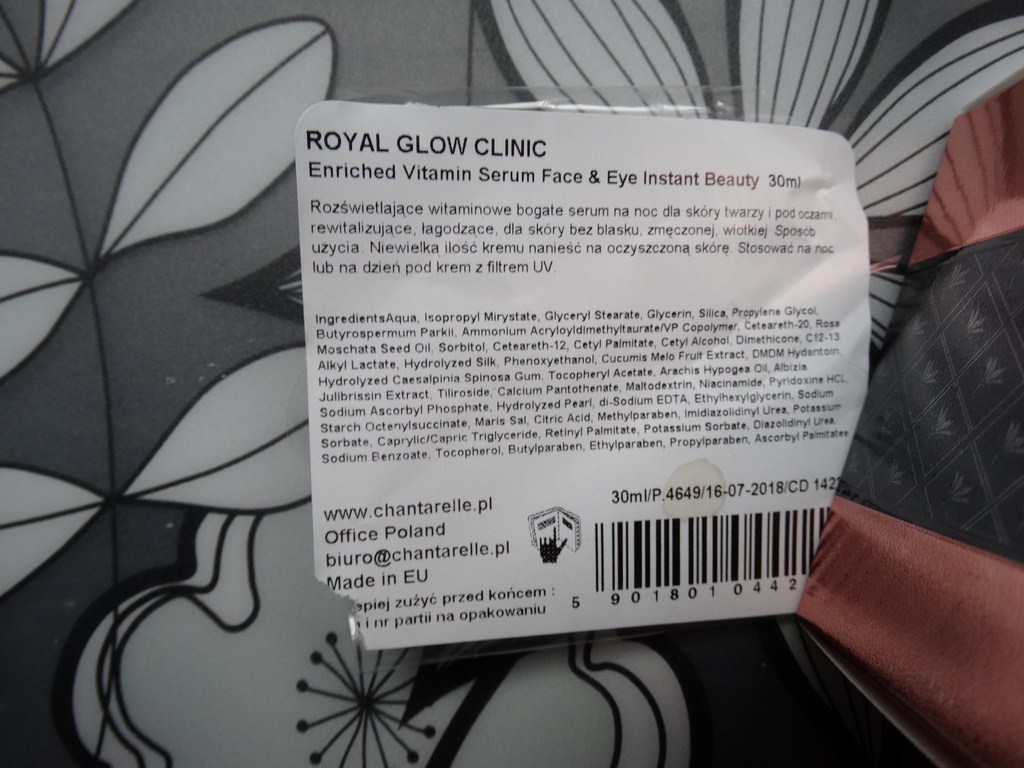 ROYAL GLOW CLINIC
Enriched Vitamin Serum Face & Eye Instant Beauty 30ml
Rozświetlające witaminowe bogate serum na noc dla skóry twarzy i pod oczami,
rewitalizujące, łagodzące, dla skóry bez blasku, zmęczonej, wiotkiej Sposób
użycia. Niewielka ilość kremu nanieść na oczyszczoną skórę. Stosować na noc
lub na dzień pod krem z filtrem UV.
IngredientsAqua, Isopropyl Mirystate, Glyceryl Stearate, Glycerin, Silica, Propylene Glycol,
Butyrospermum Parkii, Ammonium Acryloyldimethyltaurate/VP Copolymer, Ceteareth-20, Rosa
Moschata Seed Oil, Sorbitol, Ceteareth-12, Cetyl Palmitate, Cetyl Alcohol, Dimethicone, C12-13
Alkyl Lactate, Hydrolyzed Silk, Phenoxyethanol, Cucumis Melo Fruit Extract, DMDM Hydantoin,
Hydrolyzed Caesalpinia Spinosa Gum, Tocopheryl Acetate, Arachis Hypogea Oil, Albizia
Julibrissin Extract, Tiliroside, Calcium Pantothenate, Maltodextrin, Niacinamide, Pyridoxine HCL,
Sodium Ascorbyl Phosphate, Hydrolyzed Pearl, di-Sodium EDTA, Ethylhexylglycerin, Sodium
Starch Octenylsuccinate, Maris Sal, Citric Acid, Methylparaben, Imidiazolidinyl Urea, Potassium
Sorbate, Caprylic/Capric Triglyceride, Retinyl Palmitate, Potassium Sorbate, Diazolidinyl Urea,
Sodium Benzoate, Tocopherol, Butylparaben, Ethylparaben, Propylparaben, Ascorbyl Palmitatee
30ml/P.4649/16-07-2018/CD 1427
www.chantarelle.pl
Office Poland
biuro@chantarelle.pl
Made in EU
epiej zużyć przed końcem :
i nr partii na opakowaniu
5 901801 0442